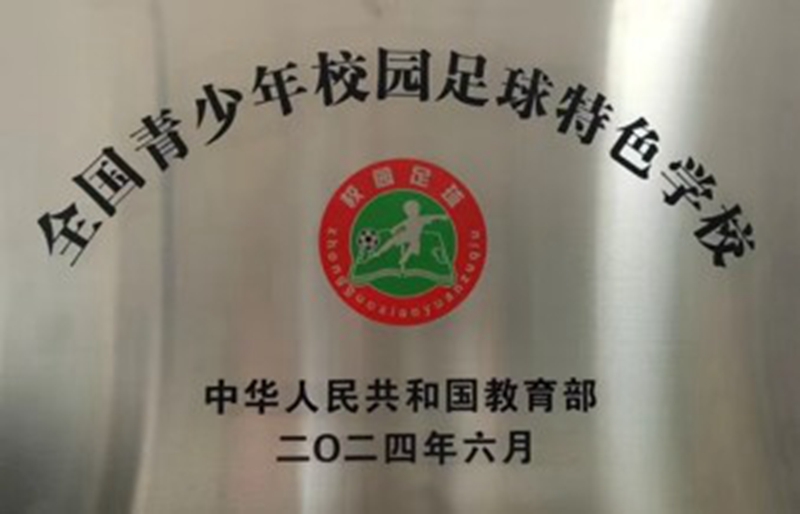 全国青少年校园足球特色学校
校园足球
zhongguoxiaoyuanzuqiu
中华人民共和国教育部
二〇二四年六月